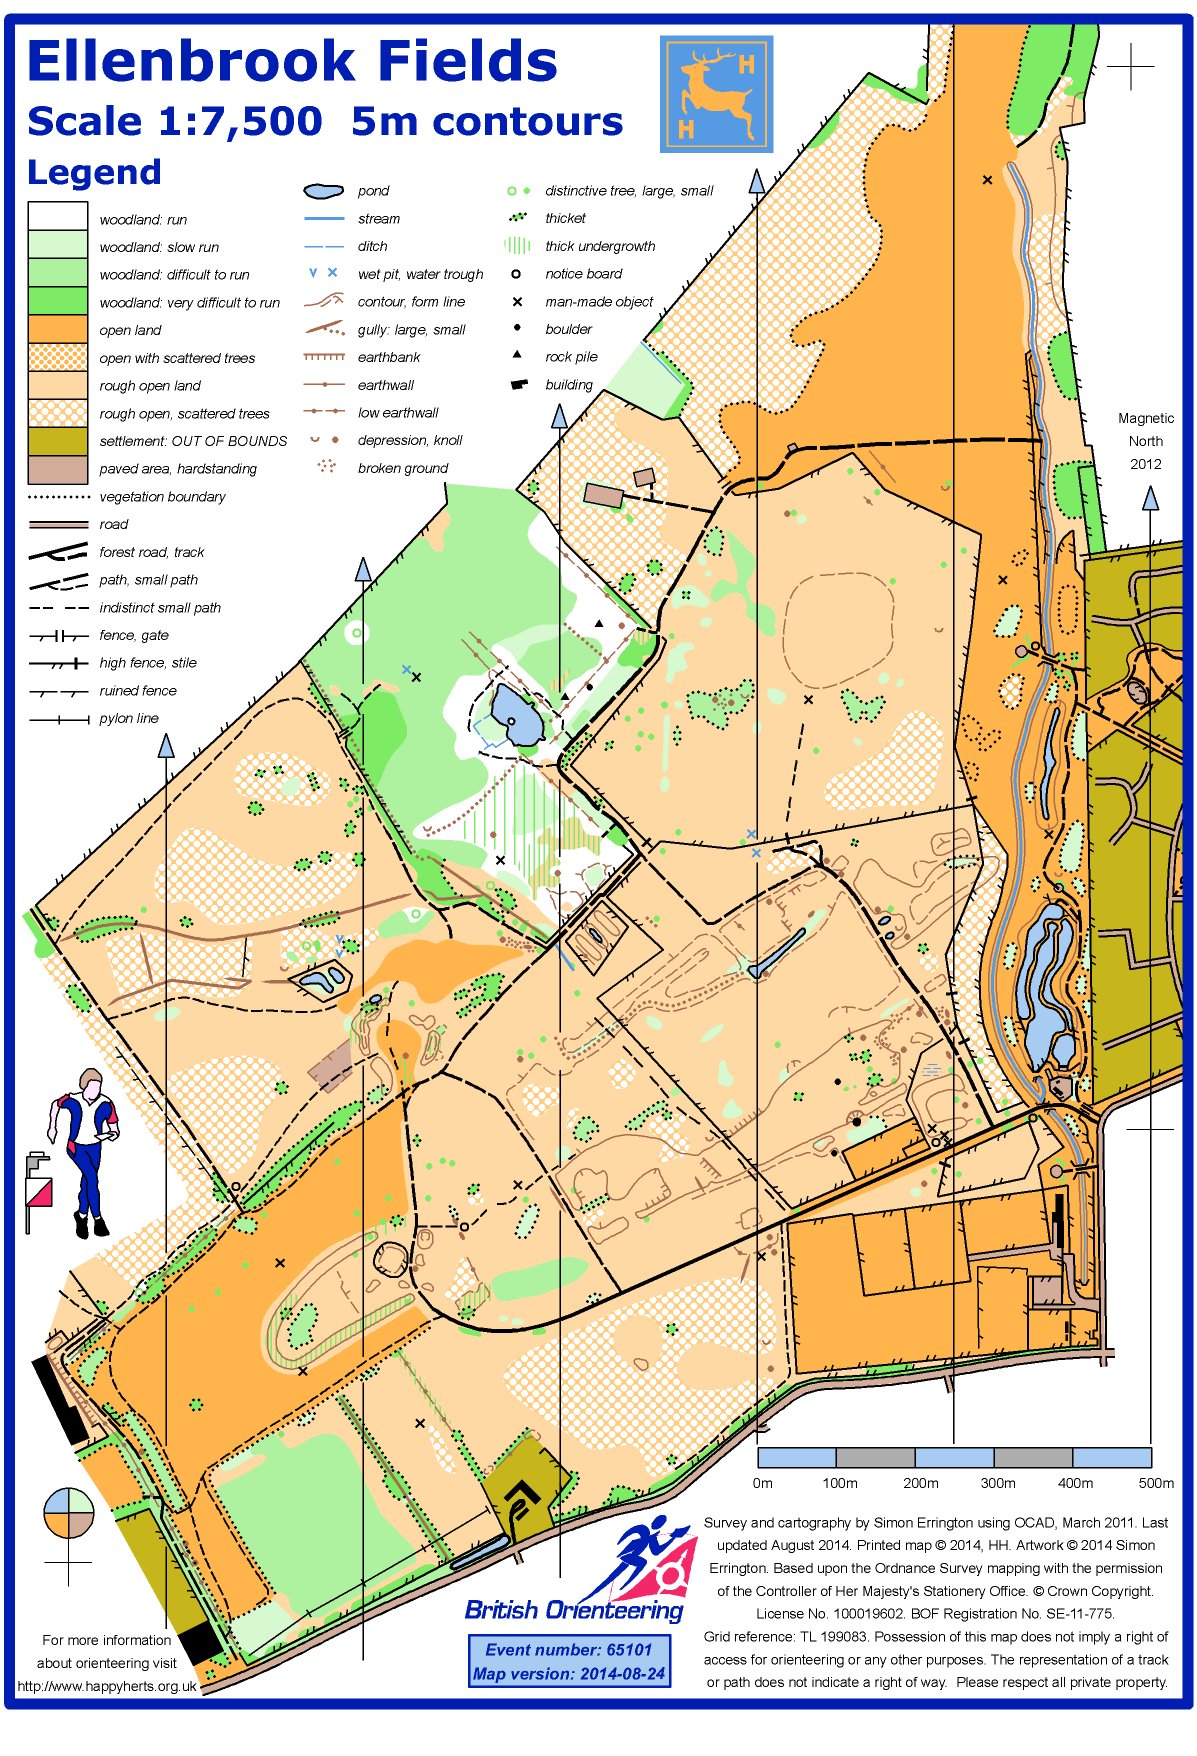 Ellenbrook Fields
Scale 1:7,500 5m contours
Legend
woodland: run
woodland: slow run
woodland: difficult to run
woodland: very difficult to run
open land
open with scattered trees
rough open land
rough open, scattered trees
settlement: OUT OF BOUNDS
paved area, hardstanding
vegetation boundary
road
forest road, track
path, small path
indistinct small path
fence, gate
high fence, stile
ruined fence
pylon line
pond
stream
ditch
wet pit, water trough
contour, form line
gully: large, small
earthbank
earthwall
low earthwall
depression, knoll
broken ground
distinctive tree, large, small
thicket
thick undergrowth
notice board
man-made object
boulder
rock pile
building
H
H
Magnetic
North
2012
0m 100m 200m 300m 400m 500m
Survey and cartography by Simon Errington using OCAD, March 2011. Last
updated August 2014. Printed map © 2014, HH. Artwork © 2014 Simon
Errington. Based upon the Ordnance Survey mapping with the permission
of the Controller of Her Majesty's Stationery Office. © Crown Copyright.
License No. 100019602. BOF Registration No. SE-11-775.
Grid reference: TL 199083. Possession of this map does not imply a right of
access for orienteering or any other purposes. The representation of a track
or path does not indicate a right of way. Please respect all private property.
British Orienteering
Event number: 65101
Map version: 2014-08-24
For more information
about orienteering visit
http://www.happyherts.org.uk